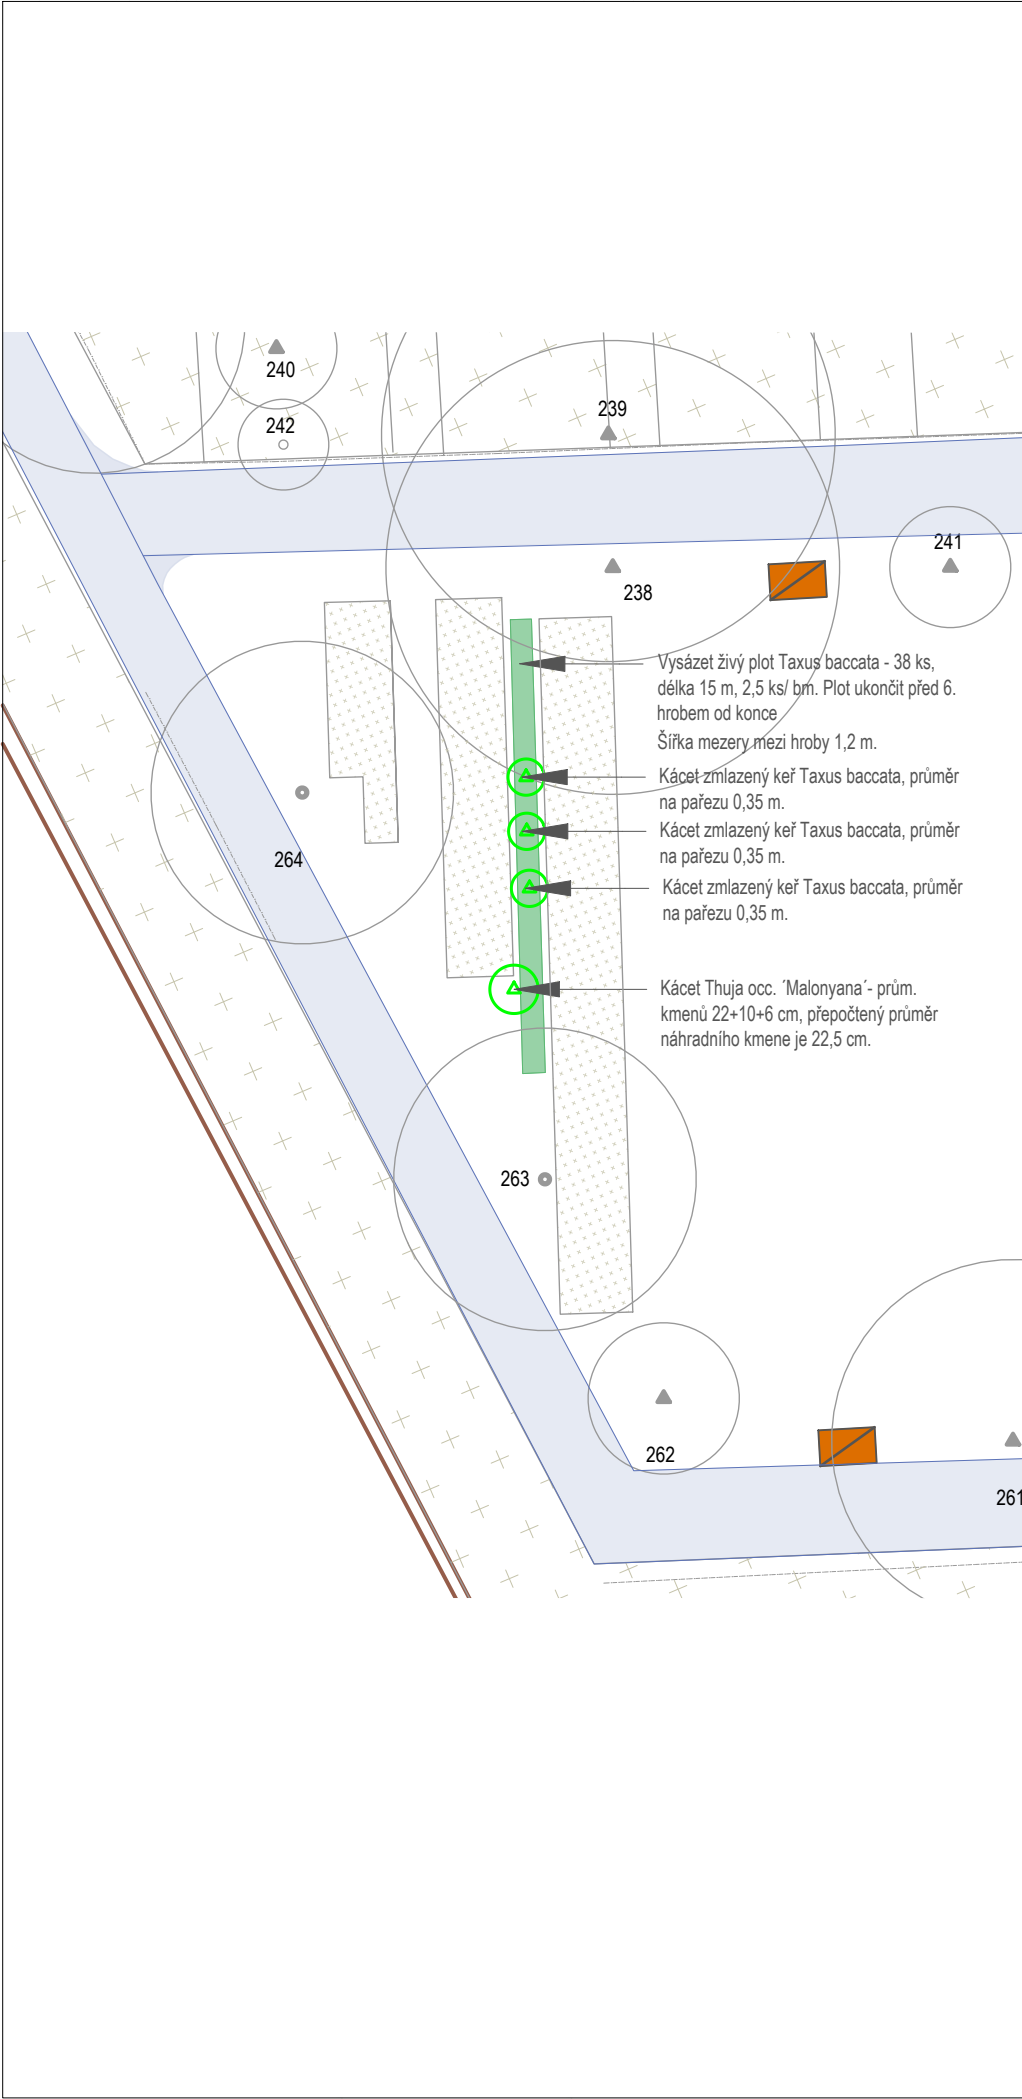 240
242
239
241
238
Vysázet živý plot Taxus baccata - 38 ks,
délka 15 m, 2,5 ks/ bm. Plot ukončit před 6.
hrobem od konce
Šířka mezery mezi hroby 1,2 m.
Kácet zmlazený keř Taxus baccata, průměr
na pařezu 0,35 m.
Kácet zmlazený keř Taxus baccata, průměr
na pařezu 0,35 m.
264
Kácet zmlazený keř Taxus baccata, průměr
na pařezu 0,35 m.
Kácet Thuja occ. ´Malonyana´- prům.
kmenů 22+10+6 cm, přepočtený průměr
náhradního kmene je 22,5 cm.
263
262
261